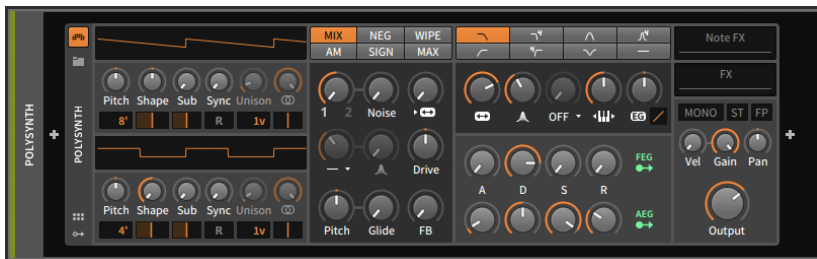 POLYSYNTH
POLYSYNTH
Pitch Shape Sub Sync Unison
8' R 1v
Pitch Shape Sub Sync Unison
4' R 1v
MIX NEG WIPE
AM SIGN MAX
1 2 Noise
Drive
Pitch Glide FB
OFF EG
A D S R
FEG
AEG
Note FX
FX
MONO ST FP
Vel Gain Pan
Output